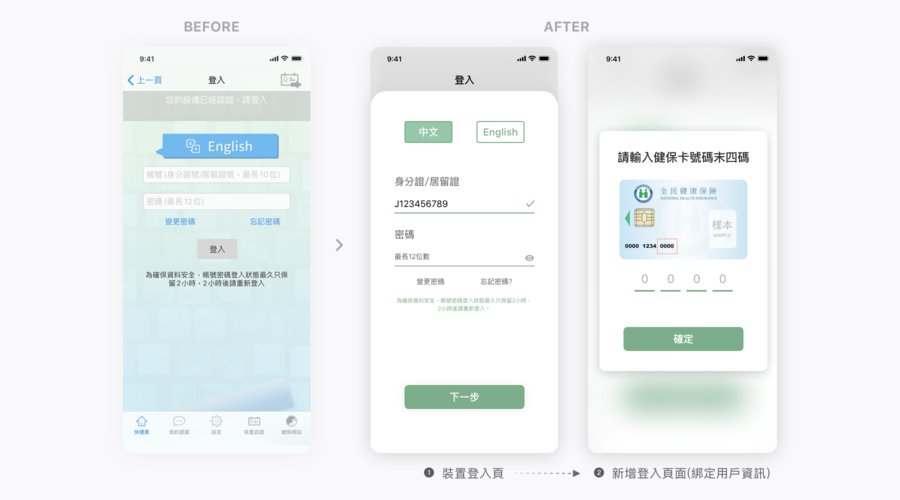 BEFORE
AFTER
9:41
上一頁
登入
您的設備已經認證，請登入
English
帳號(身分證號/居留證號，最長10位)
密碼(最長12位)
變更密碼
忘記密碼
登入
為確保資料安全，帳號密碼登入狀態最久只保
留2小時，2小時後請重新登入
快捷頁
我的健康
設定
裝置認證
健保網站
9:41
登入
中文
English
身分證/居留證
J123456789
密碼
最長12位數
變更密碼
忘記密碼?
為確保資料安全，帳號密碼登入狀態最久只保留2小時，
2小時後請重新登入。
下一步
9:41
請輸入健保卡號碼末四碼
全民健康保險
NATIONAL HEALTH INSURANCE
樣本
SAMPLE
0000 1234 0000
0 0 0 0
確定
1 裝置登入頁
2 新增登入頁面(綁定用戶資訊)